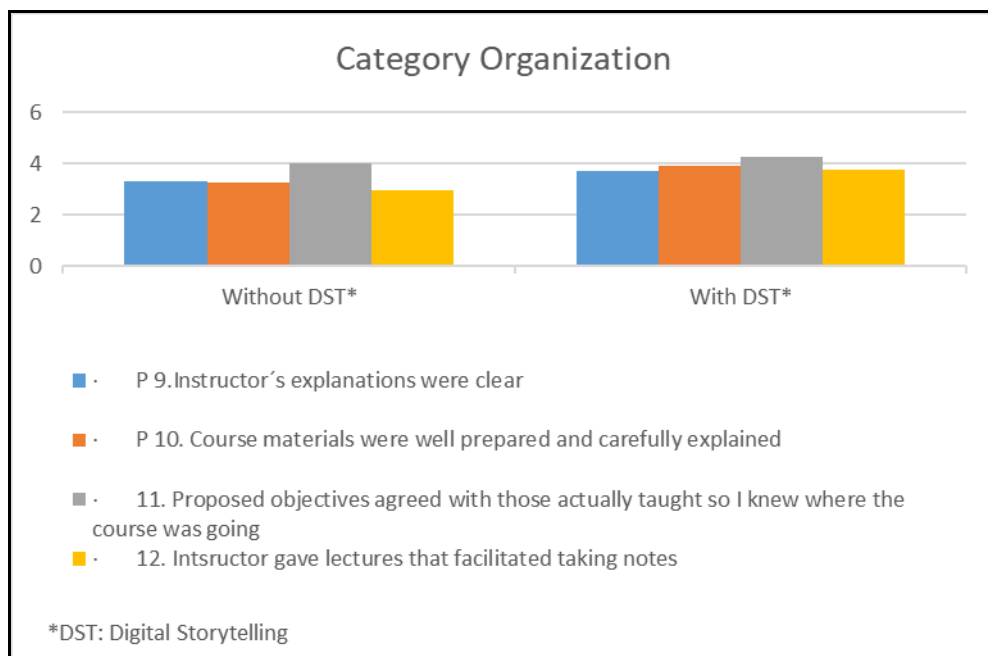 Category Organization
6
4
2
0
Without DST*
With DST*
· P 9.Instructor´s explanations were clear
· P 10. Course materials were well prepared and carefully explained
· 11. Proposed objectives agreed with those actually taught so I knew where the
course was going
· 12. Intsructor gave lectures that facilitated taking notes
*DST: Digital Storytelling